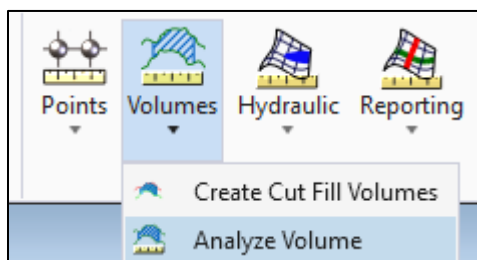 Points Volumes Hydraulic Reporting
Create Cut Fill Volumes
Analyze Volume